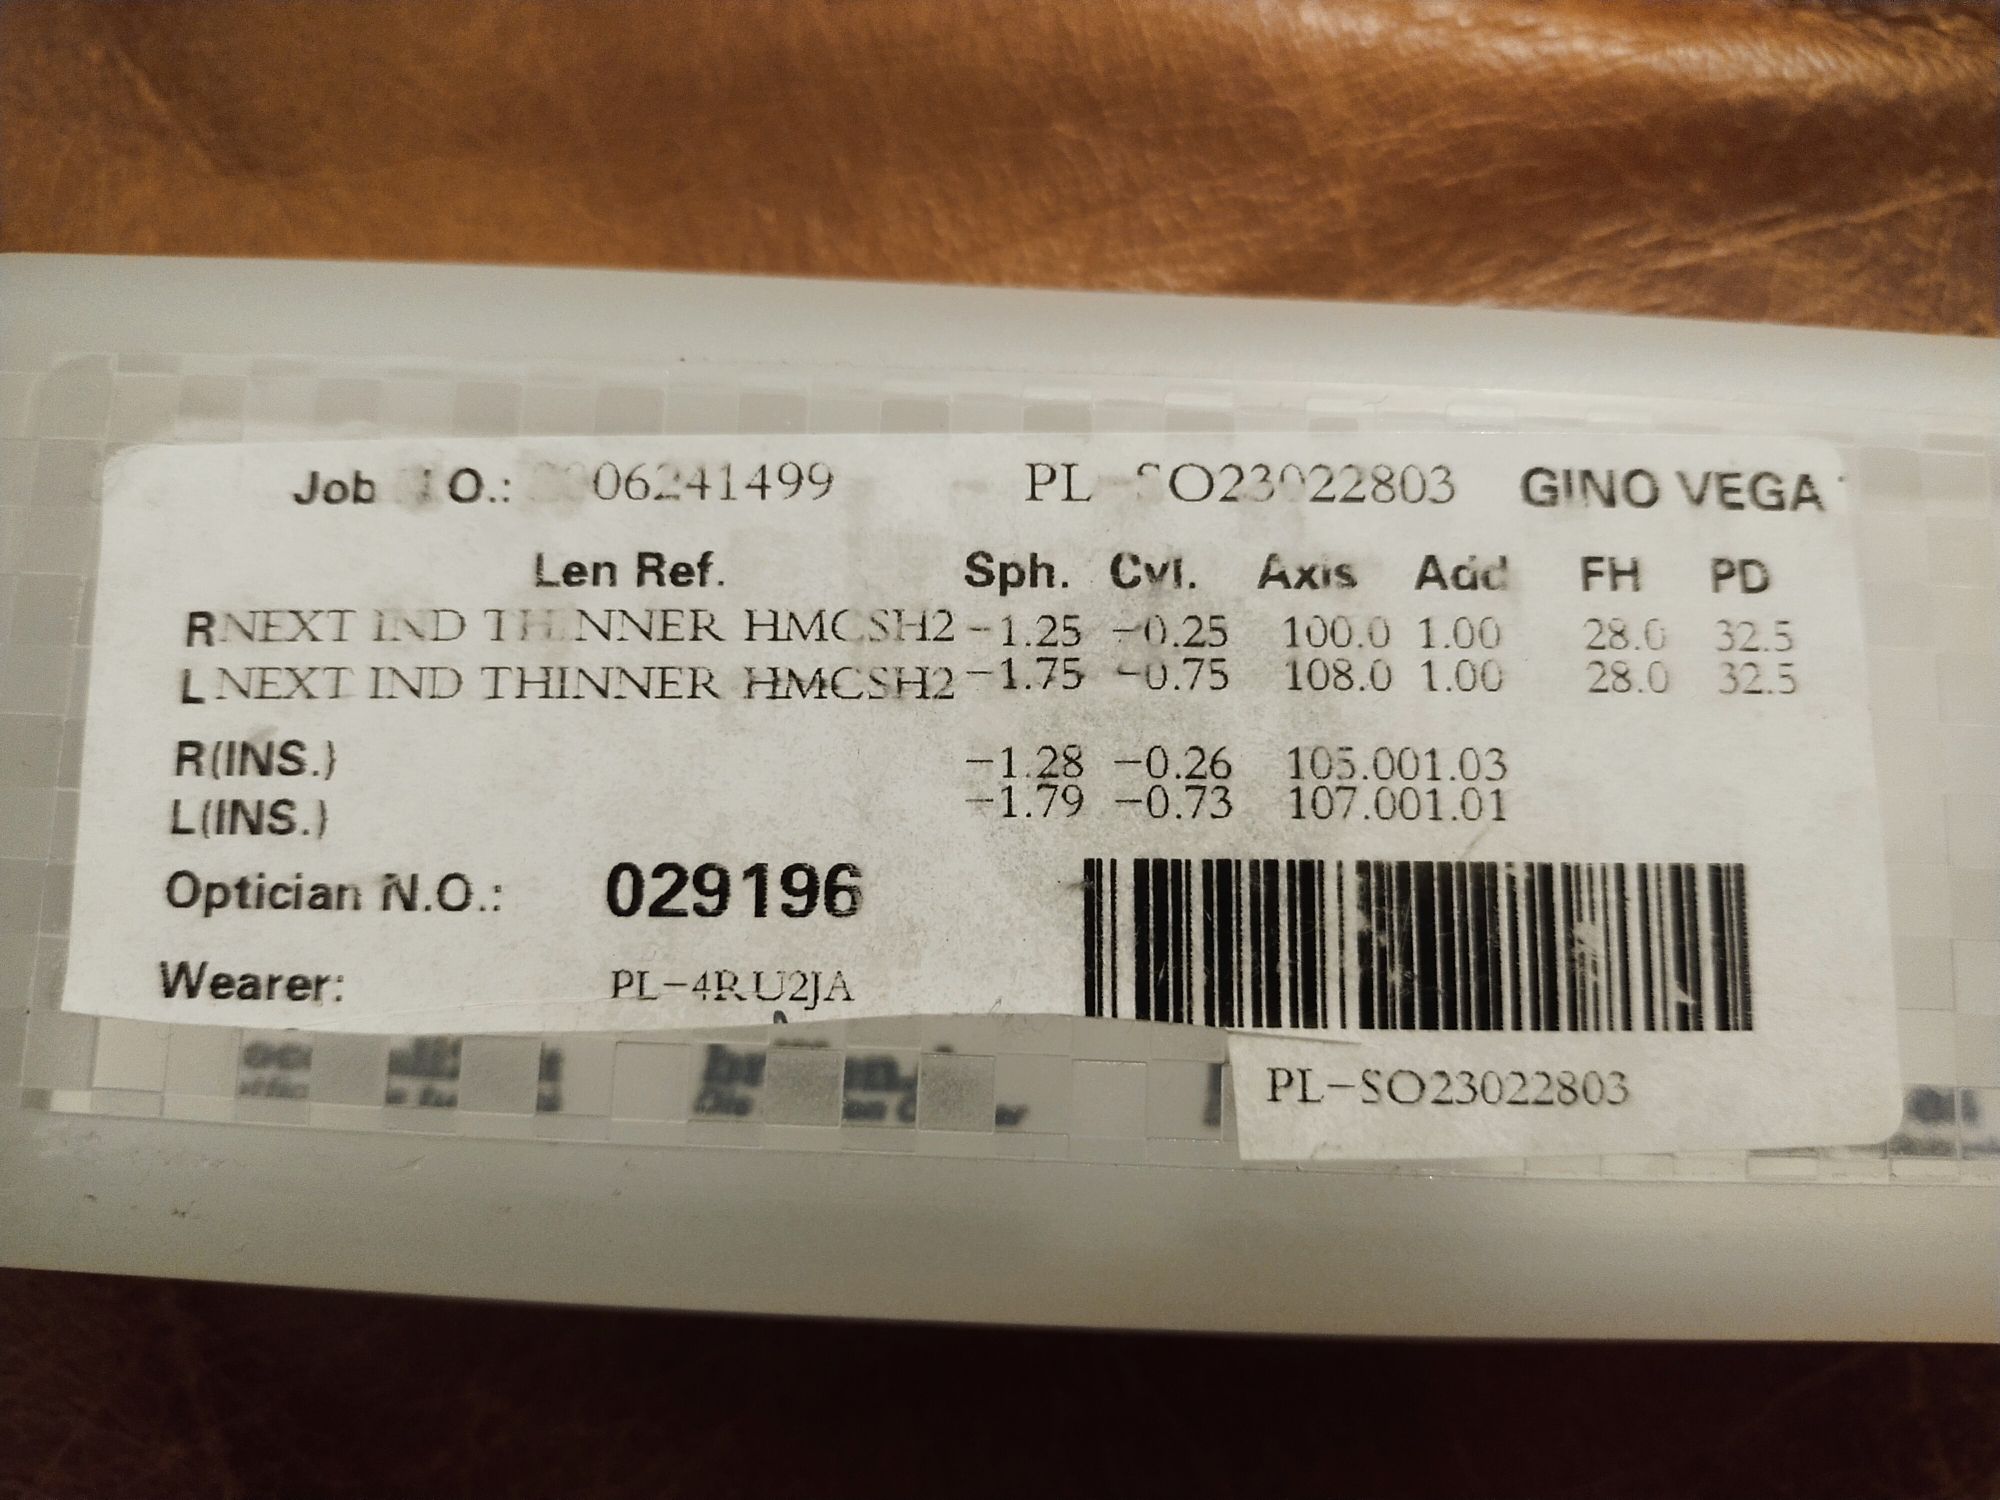 Job O.: 06241499 PL-SO23022803 GINO VEGA
Len Ref. Sph. Cyl. Axis Add FH PD
R NEXT IND THINNER HMCSH2 -1.25 -0.25 100.0 1.00 28.0 32.5
L NEXT IND THINNER HMCSH2 -1.75 -0.75 108.0 1.00 28.0 32.5
R(INS.) -1.28 -0.26 105.001.03
L(INS.) -1.79 -0.73 107.001.01
Optician N.O.: 029196
Wearer: PL-4RU2JA
PL-SO23022803